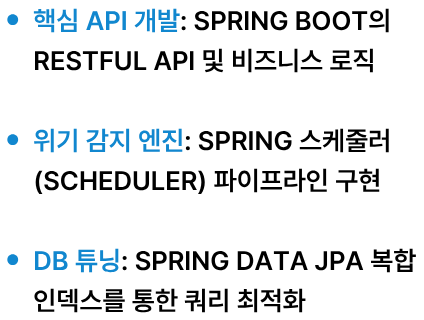 • 핵심 API 개발: SPRING BOOT의
RESTFUL API 및 비즈니스 로직
• 위기 감지 엔진: SPRING 스케줄러
(SCHEDULER) 파이프라인 구현
• DB 튜닝: SPRING DATA JPA 복합
인덱스를 통한 쿼리 최적화